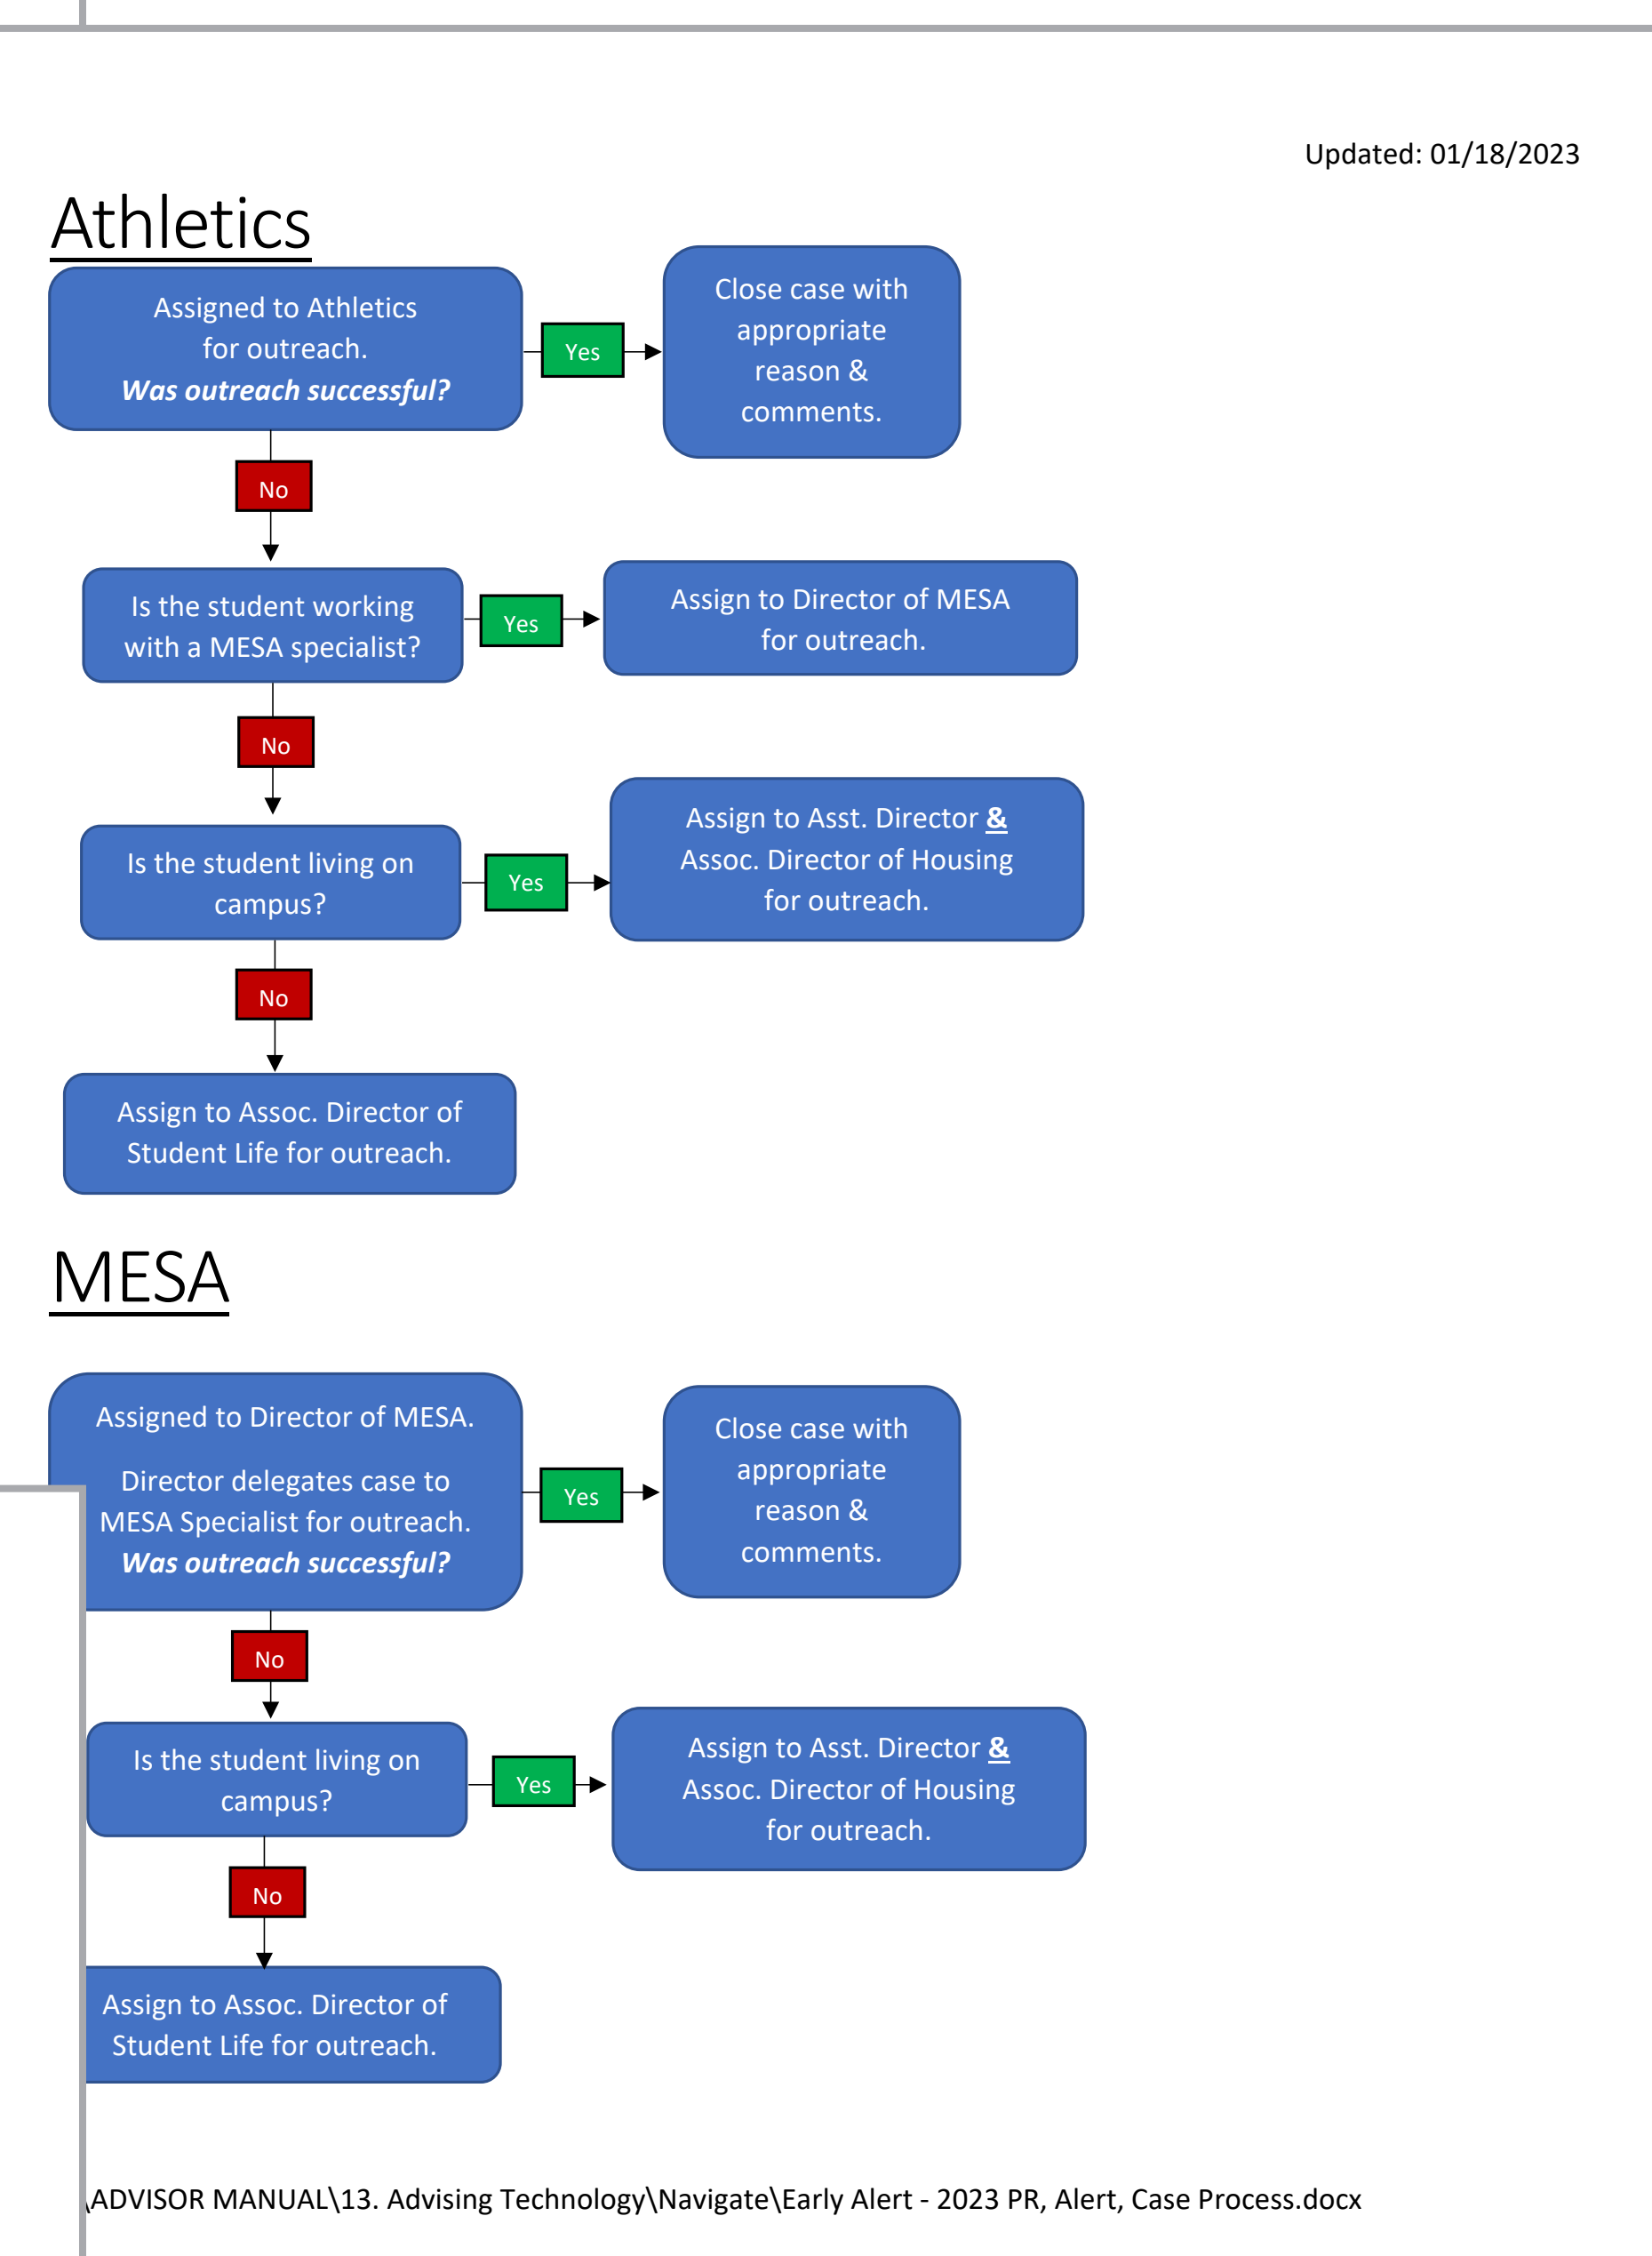 Updated: 01/18/2023
Athletics
Assigned to Athletics
for outreach.
Was outreach successful?
Yes
Close case with
appropriate
reason &
comments.
No
Is the student working
with a MESA specialist?
Yes
Assign to Director of MESA
for outreach.
No
Is the student living on
campus?
Yes
Assign to Asst. Director &
Assoc. Director of Housing
for outreach.
No
Assign to Assoc. Director of
Student Life for outreach.
MESA
Assigned to Director of MESA.
Director delegates case to
MESA Specialist for outreach.
Was outreach successful?
Yes
Close case with
appropriate
reason &
comments.
No
Is the student living on
campus?
Yes
Assign to Asst. Director &
Assoc. Director of Housing
for outreach.
No
Assign to Assoc. Director of
Student Life for outreach.
\ADVISOR MANUAL\13. Advising Technology\Navigate\Early Alert - 2023 PR, Alert, Case Process.docx